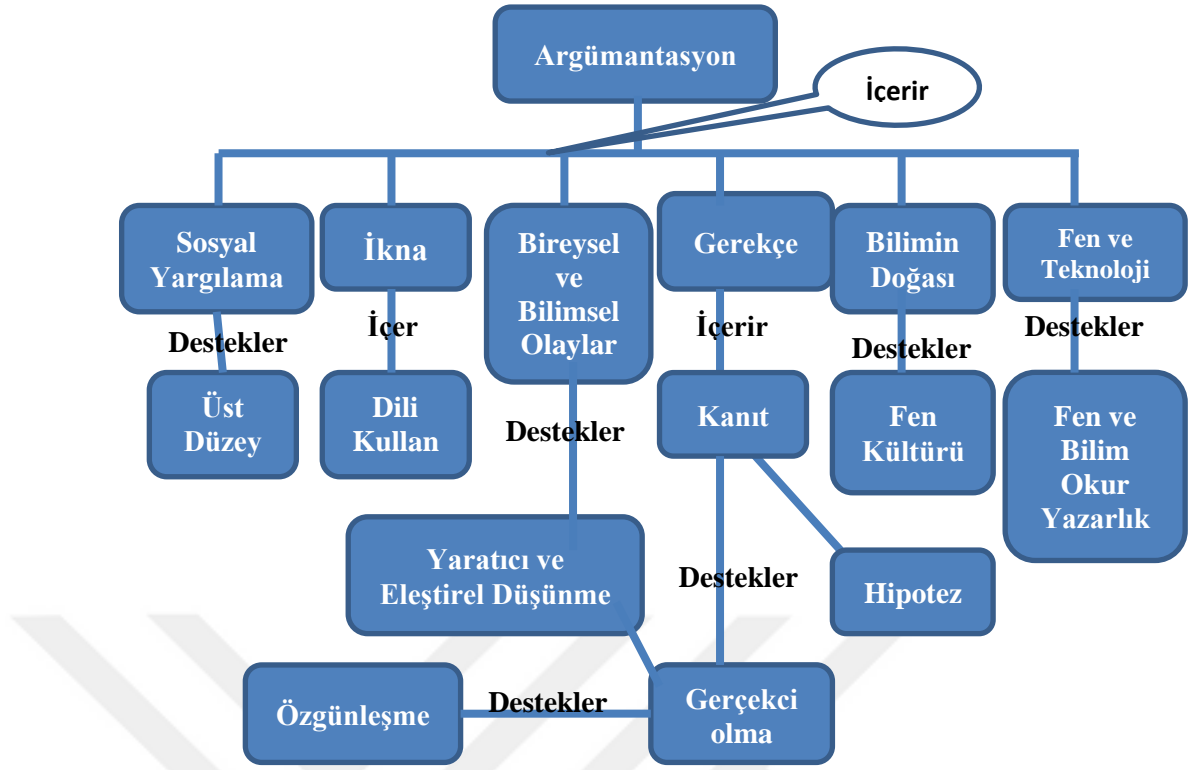 Argümantasyon
İçerir
Sosyal
Yargılama
İkna
Bireysel
ve
Bilimsel
Olaylar
Gerekçe
Bilimin
Doğası
Fen ve
Teknoloji
Destekler
İçer
Destekler
İçerir
Destekler
Destekler
Üst
Düzey
Dili
Kullan
Kanıt
Fen
Kültürü
Fen ve
Bilim
Okur
Yazarlık
Yaratıcı ve
Eleştirel Düşünme
Destekler
Hipotez
Özgünleşme
Destekler
Gerçekci
olma